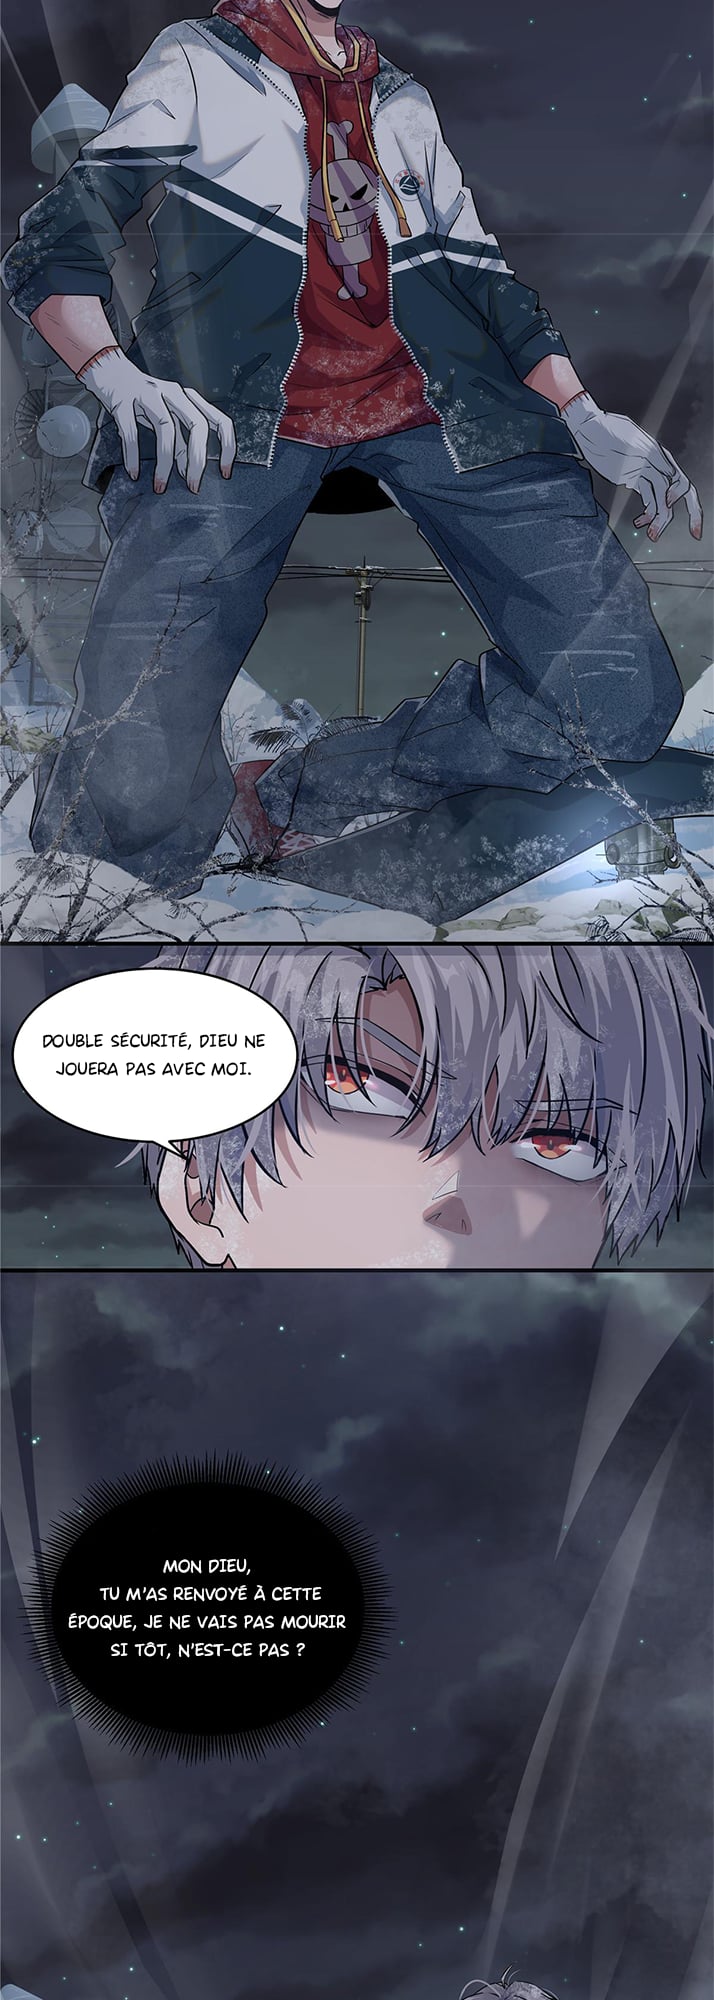 DOUBLE SÉCURITÉ, DIEU NE
JOUERA PAS AVEC MOI.
MON DIEU,
TU M'AS RENVOYÉ À CETTE
ÉPOQUE, JE NE VAIS PAS MOURIR
SI TÔT, N'EST-CE PAS ?